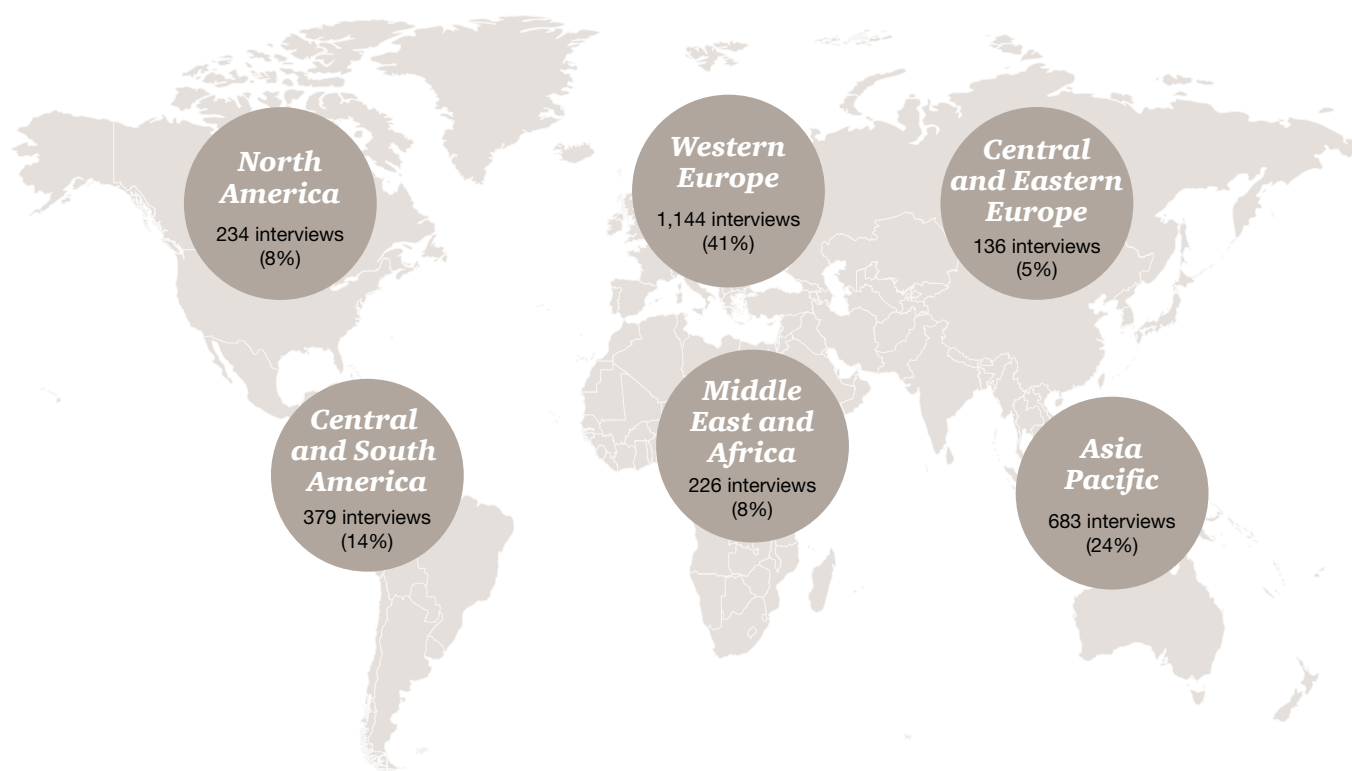 North
America
234 interviews
(8%)
Western
Europe
1,144 interviews
(41%)
Central
and Eastern
Europe
136 interviews
(5%)
Central
and South
America
379 interviews
(14%)
Middle
East and
Africa
226 interviews
(8%)
Asia
Pacific
683 interviews
(24%)